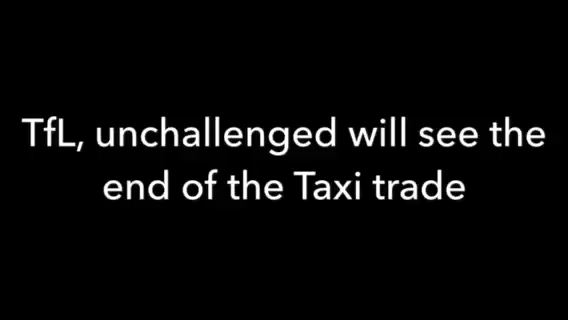 TfL, unchallenged will see the
end of the Taxi trade